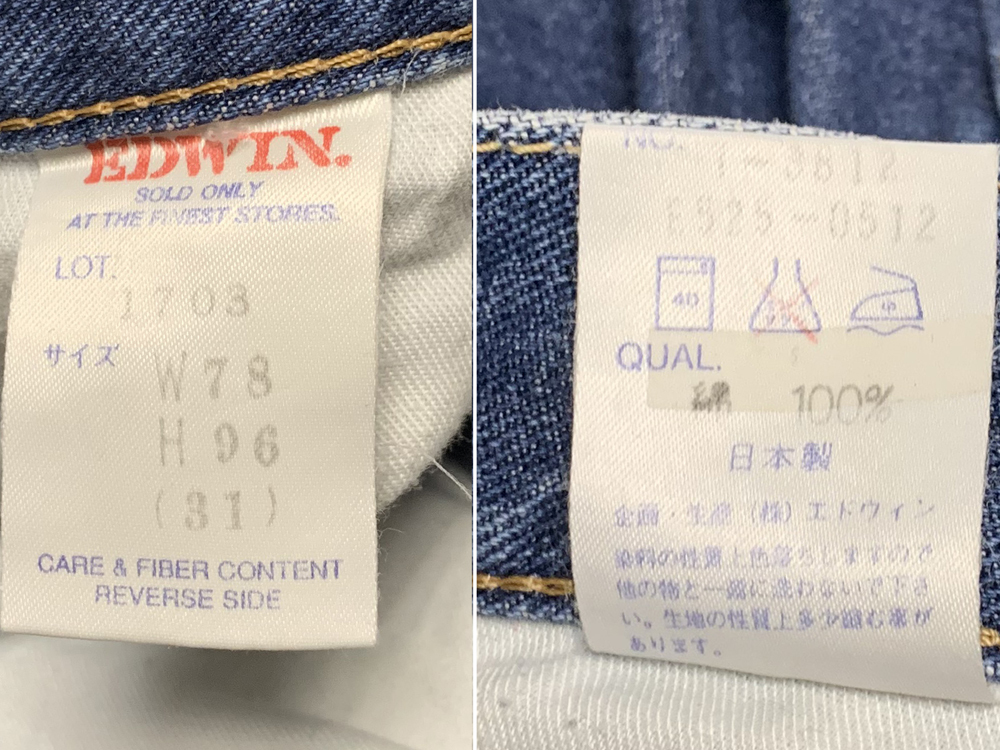 EDWIN.
SOLD ONLY
AT THE FINEST STORES.
LOT.
1703
サイズ
W78
H 96
(31)
CARE & FIBER CONTENT
REVERSE SIDE
NO.
0512
40
中
QUAL.
綿 100%
日本製
企画・生産 (株) エドウィン
染料の性質上色落ちしますので
他の物と一緒に洗わないで下さ
い。生地の性質上多少縮む事が
あります。